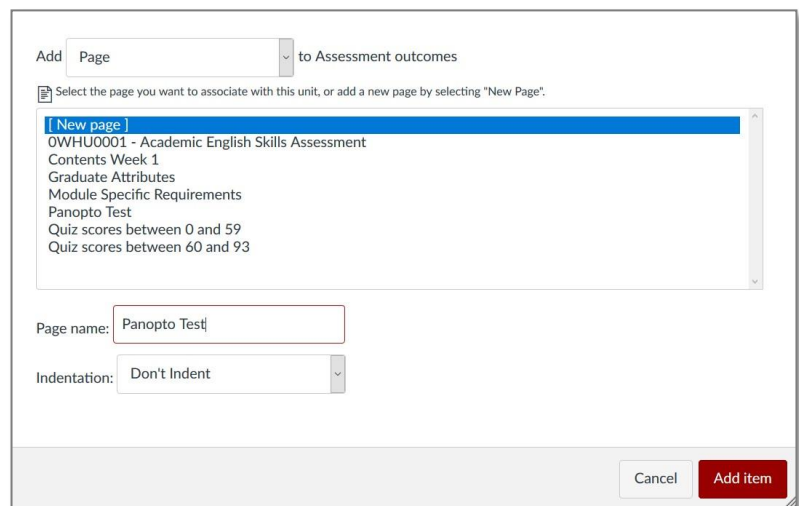 Add Page to Assessment outcomes
Select the page you want to associate with this unit, or add a new page by selecting "New Page".
[ New page ]
0WHU0001 - Academic English Skills Assessment
Contents Week 1
Graduate Attributes
Module Specific Requirements
Panopto Test
Quiz scores between 0 and 59
Quiz scores between 60 and 93
Page name: Panopto Test
Indentation: Don't Indent
Cancel Add item